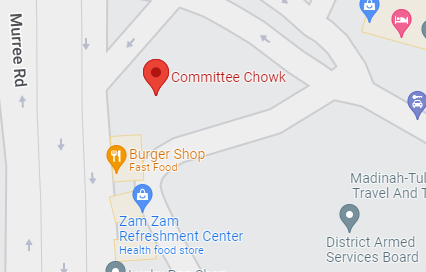 Murree Rd
Committee Chowk
Burger Shop
Fast Food
Madinah-Tul
Travel And T
Zam Zam
Refreshment Center
Health food store
District Armed
Services Board